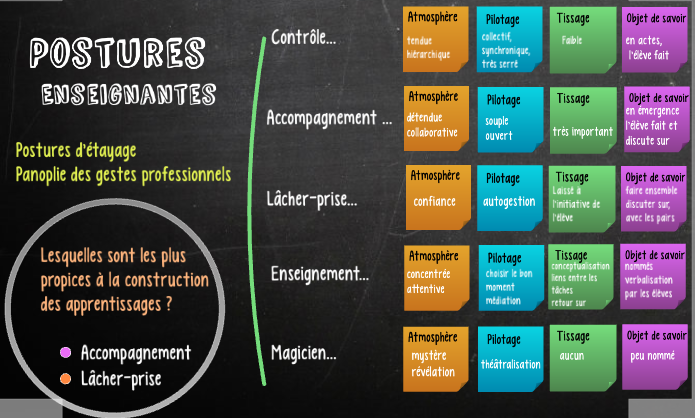 POSTURES
ENSEIGNANTES
Postures d'étayage
Panoplie des gestes professionnels
Lesquelles sont les plus
propices à la construction
des apprentissages ?
Accompagnement
Lâcher-prise
Contrôle...
Atmosphère
tendue
hiérarchique
Pilotage
collectif,
synchronique,
très serré
Tissage
Faible
Objet de savoir
en actes,
l'élève fait
Accompagnement ...
Atmosphère
détendue
collaborative
Pilotage
souple
ouvert
Tissage
très important
Objet de savoir
en émergence
l'élève fait et
discute sur
Lâcher-prise...
Atmosphère
confiance
Pilotage
autogestion
Tissage
Laissé à
l'initiative de
l'élève
Objet de savoir
faire ensemble
discuter sur,
avec les pairs
Enseignement...
Atmosphère
concentrée
attentive
Pilotage
choisir le bon
moment
médiation
Tissage
conceptualisation
liens entre les
tâches
retour sur
Objet de savoir
nommés
verbalisation
par les élèves
Magicien...
Atmosphère
mystère
révélation
Pilotage
théâtralisation
Tissage
aucun
Objet de savoir
peu nommé